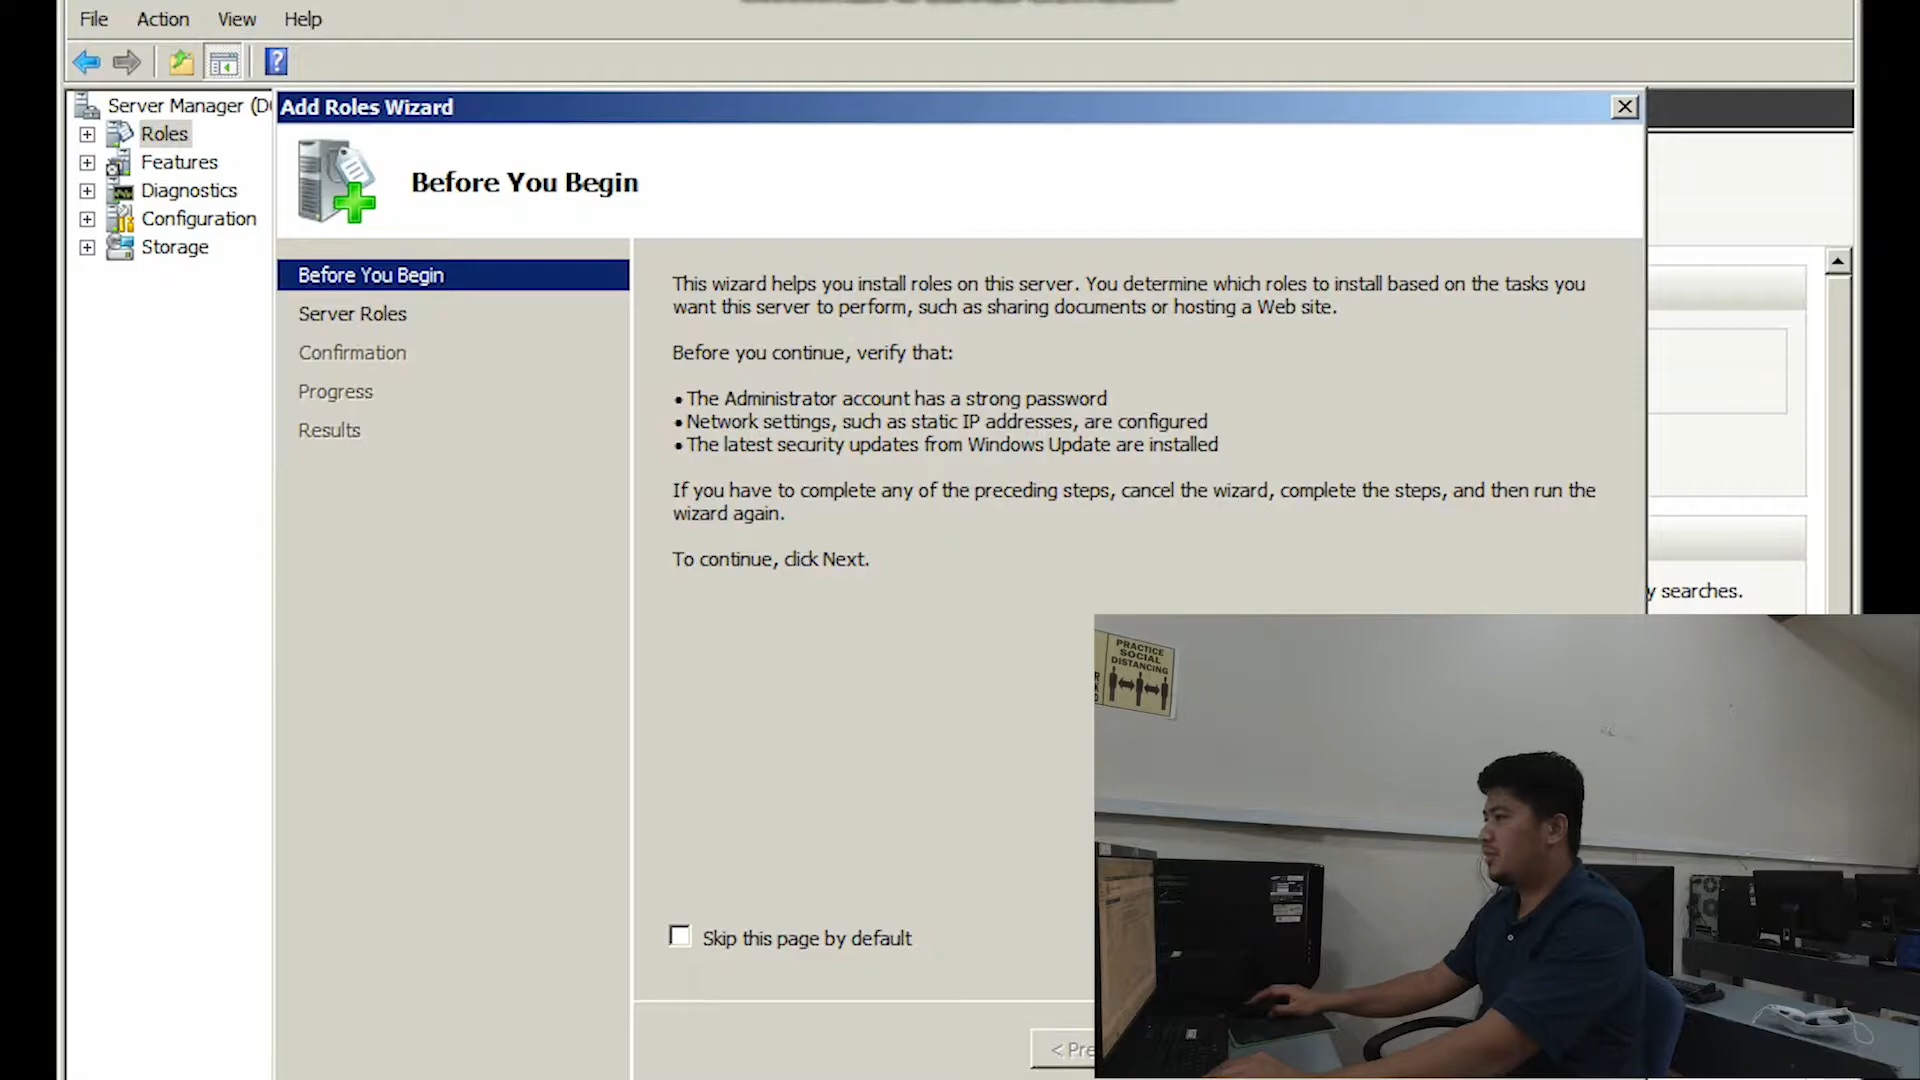 File Action View Help
Server Manager (D
Roles
Features
Diagnostics
Configuration
Storage
Add Roles Wizard
Before You Begin
Before You Begin
Server Roles
Confirmation
Progress
Results
This wizard helps you install roles on this server. You determine which roles to install based on the tasks you
want this server to perform, such as sharing documents or hosting a Web site.
Before you continue, verify that:
• The Administrator account has a strong password
• Network settings, such as static IP addresses, are configured
• The latest security updates from Windows Update are installed
If you have to complete any of the preceding steps, cancel the wizard, complete the steps, and then run the
wizard again.
To continue, click Next.
Skip this page by default
< Pre
y searches.
PRACTICE
SOCIAL
DISTANCING